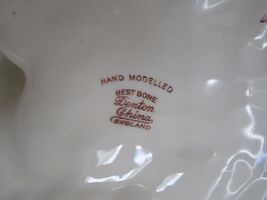 HAND MODELLED
BEST BONE
Denton
China
ENGLAND